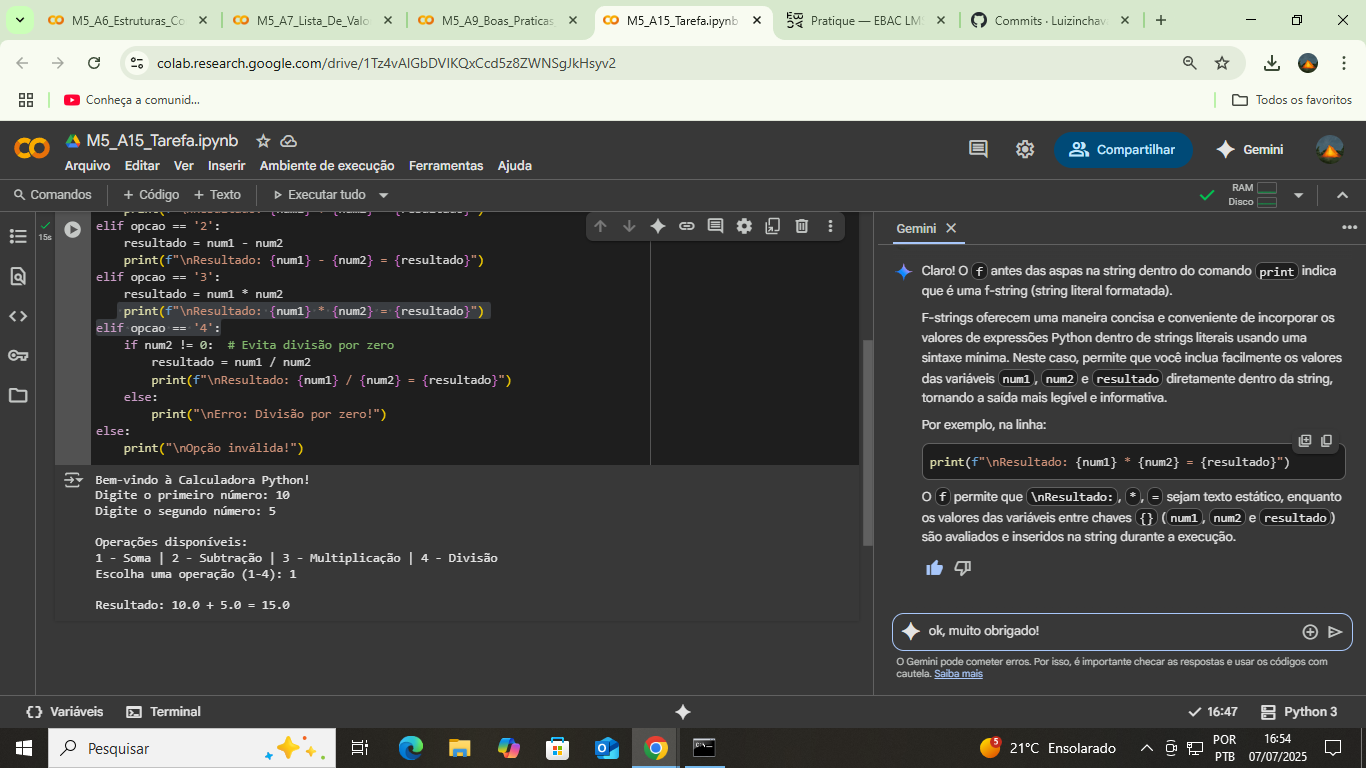 M5_A6_Estruturas_Co
M5_A7_Lista_De_Valo
M5_A9_Boas_Praticas
M5_A15_Tarefa.ipynb
Pratique — EBAC LM
Commits · Luizinchav
colab.research.google.com/drive/1Tz4vAlGbDVIKQxCcd5z8ZWNSgJkHsyv2
Conheça a comunid...
Todos os favoritos
M5_A15_Tarefa.ipynb
Arquivo Editar Ver Inserir Ambiente de execução Ferramentas Ajuda
Compartilhar
Gemini
Comandos + Código + Texto Executar tudo
RAM
Disco
15s
elif opcao == '2':
resultado = num1 - num2
print(f"\nResultado: {num1} - {num2} = {resultado}")
elif opcao == '3':
resultado = num1 * num2
print(f"\nResultado: {num1} * {num2} = {resultado}")
elif opcao == '4':
if num2 != 0: # Evita divisão por zero
resultado = num1 / num2
print(f"\nResultado: {num1} / {num2} = {resultado}")
else:
print("\nErro: Divisão por zero!")
else:
print("\nOpção inválida!")
Bem-vindo à Calculadora Python!
Digite o primeiro número: 10
Digite o segundo número: 5
Operações disponíveis:
1 - Soma | 2 - Subtração | 3 - Multiplicação | 4 - Divisão
Escolha uma operação (1-4): 1
Resultado: 10.0 + 5.0 = 15.0
Gemini
Claro! O f antes das aspas na string dentro do comando print indica
que é uma f-string (string literal formatada).
F-strings oferecem uma maneira concisa e conveniente de incorporar os
valores de expressões Python dentro de strings literais usando uma
sintaxe mínima. Neste caso, permite que você inclua facilmente os valores
das variáveis num1, num2 e resultado diretamente dentro da string,
tornando a saída mais legível e informativa.
Por exemplo, na linha:
print(f"\nResultado: {num1} * {num2} = {resultado}")
O f permite que \nResultado:, *, = sejam texto estático, enquanto
os valores das variáveis entre chaves {} (num1, num2 e resultado)
são avaliados e inseridos na string durante a execução.
ok, muito obrigado!
O Gemini pode cometer erros. Por isso, é importante checar as respostas e usar os códigos com
cautela. Saiba mais
Variáveis Terminal
16:47 Python 3
Pesquisar
5
21°C Ensolarado
POR
PTB
16:54
07/07/2025